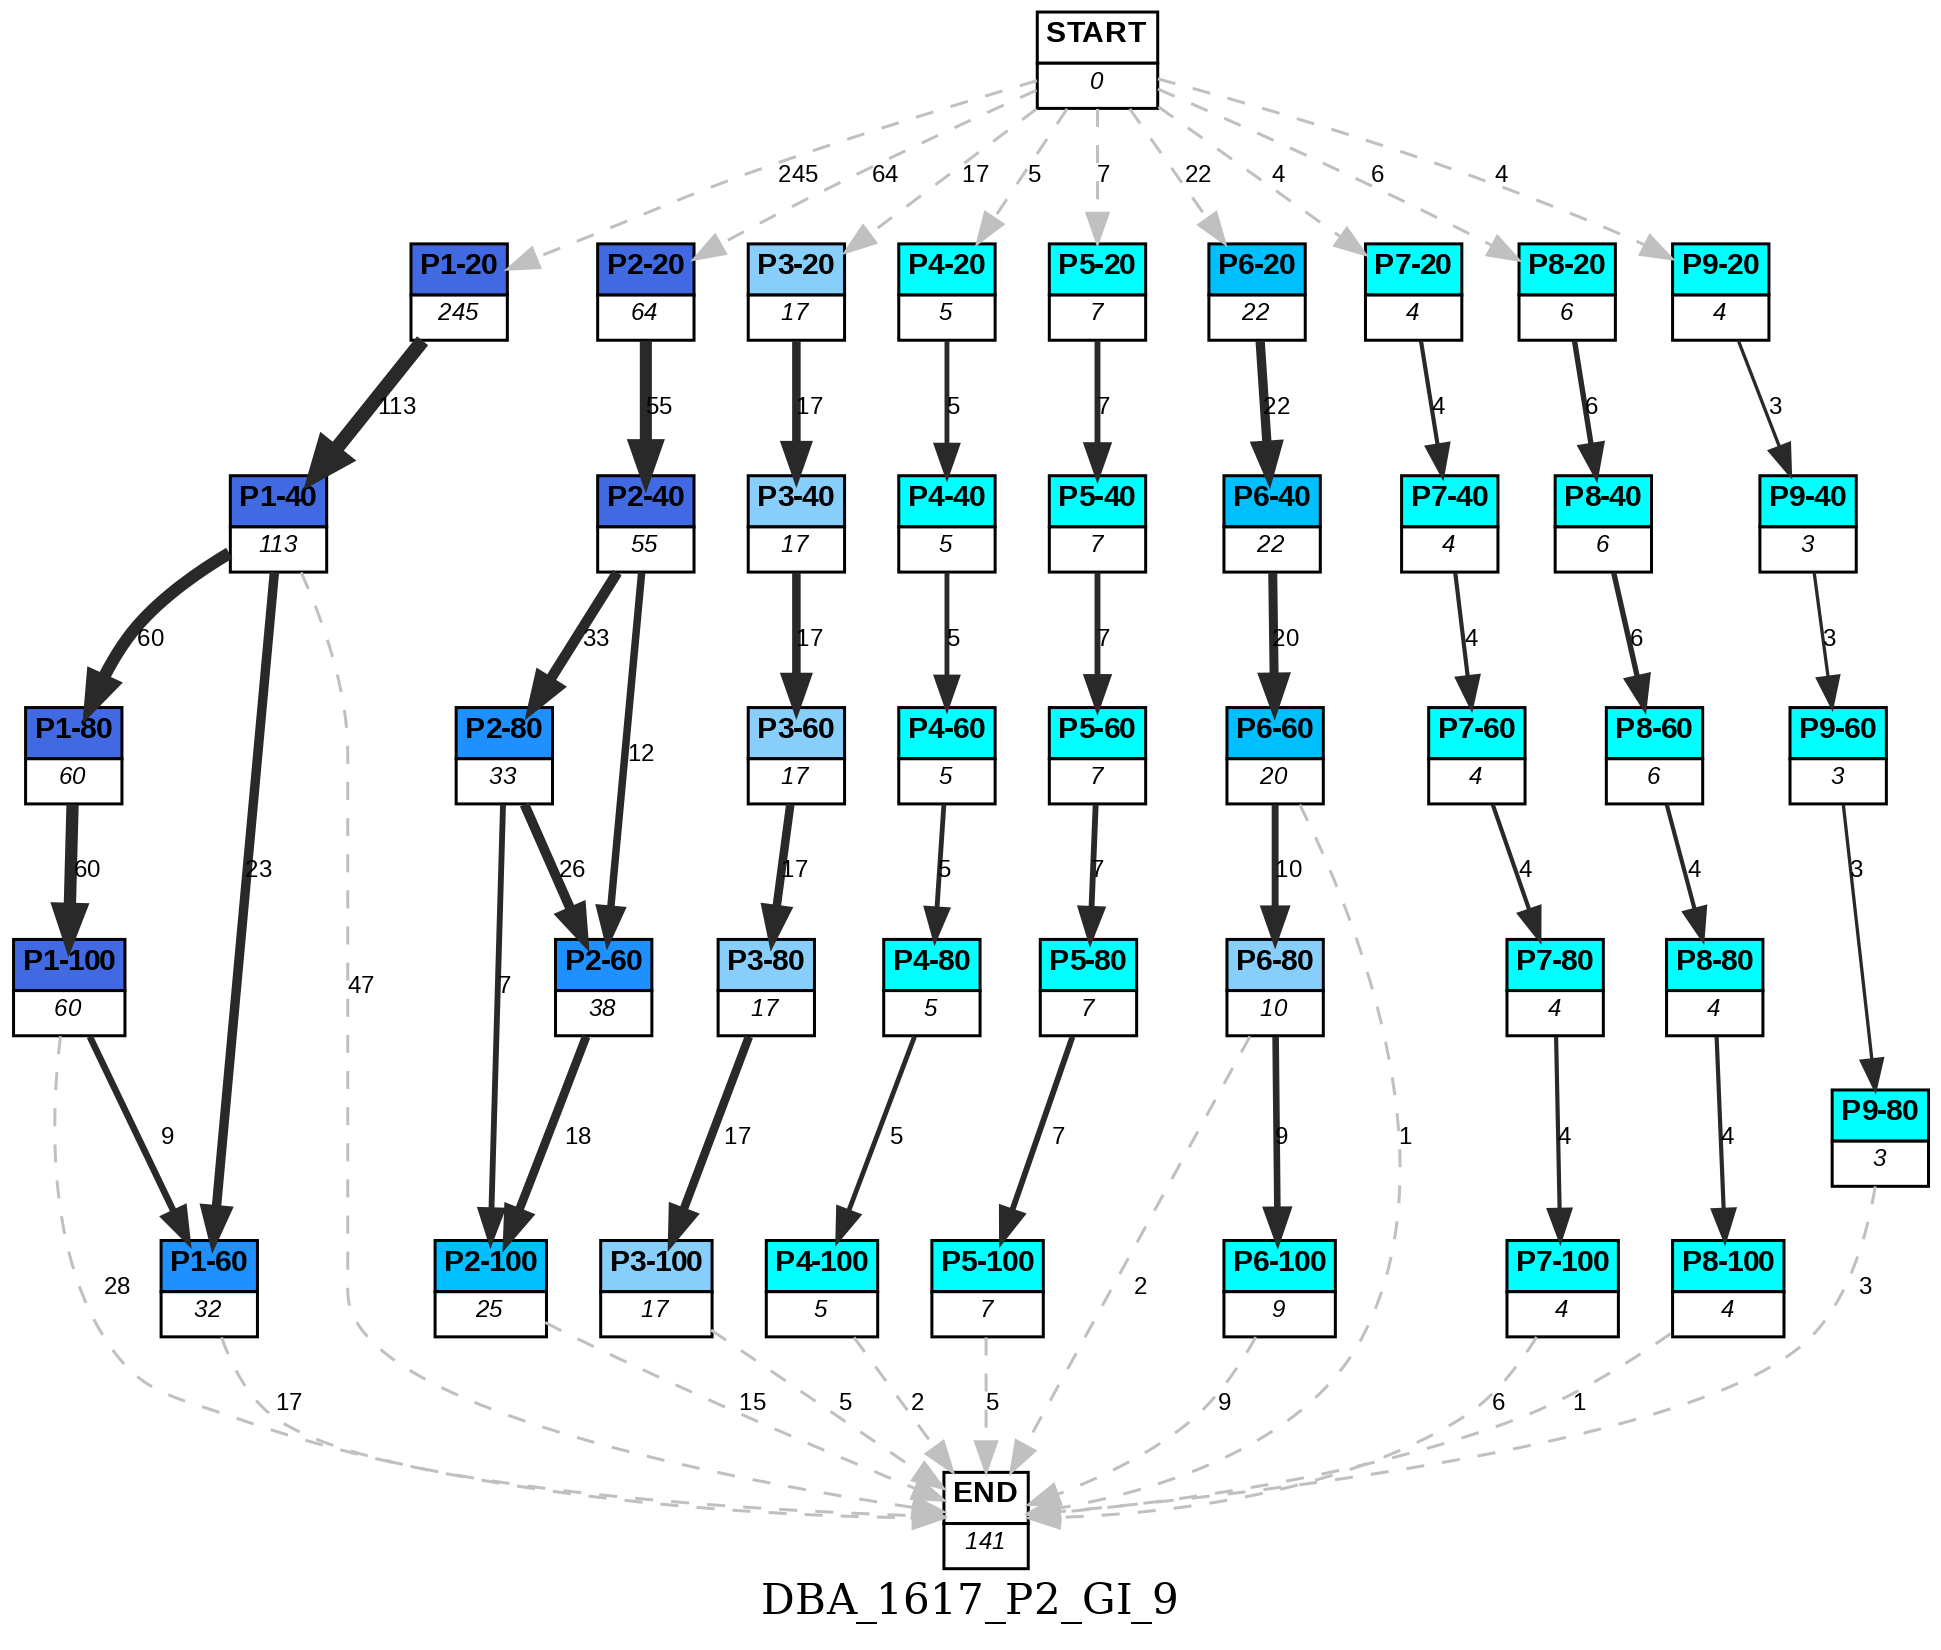 START
0
245
64
17
5
7
22
4
6
4
P1-20
245
P2-20
64
P3-20
17
P4-20
5
P5-20
7
P6-20
22
P7-20
4
P8-20
6
P9-20
4
113
55
17
5
7
22
4
6
3
P1-40
113
P2-40
55
P3-40
17
P4-40
5
P5-40
7
P6-40
22
P7-40
4
P8-40
6
P9-40
3
60
33
17
5
7
20
4
6
3
P1-80
60
P2-80
33
12
P3-60
17
P4-60
5
P5-60
7
P6-60
20
P7-60
4
P8-60
6
P9-60
3
60
23
26
17
5
7
10
4
4
3
P1-100
60
47
7
P2-60
38
P3-80
17
P4-80
5
P5-80
7
P6-80
10
P7-80
4
P8-80
4
9
18
17
5
7
9
1
4
4
P9-80
3
28
P1-60
32
P2-100
25
P3-100
17
P4-100
5
P5-100
7
2
P6-100
9
P7-100
4
P8-100
4
3
17
15
5
2
5
9
6
1
END
141
DBA_1617_P2_GI_9